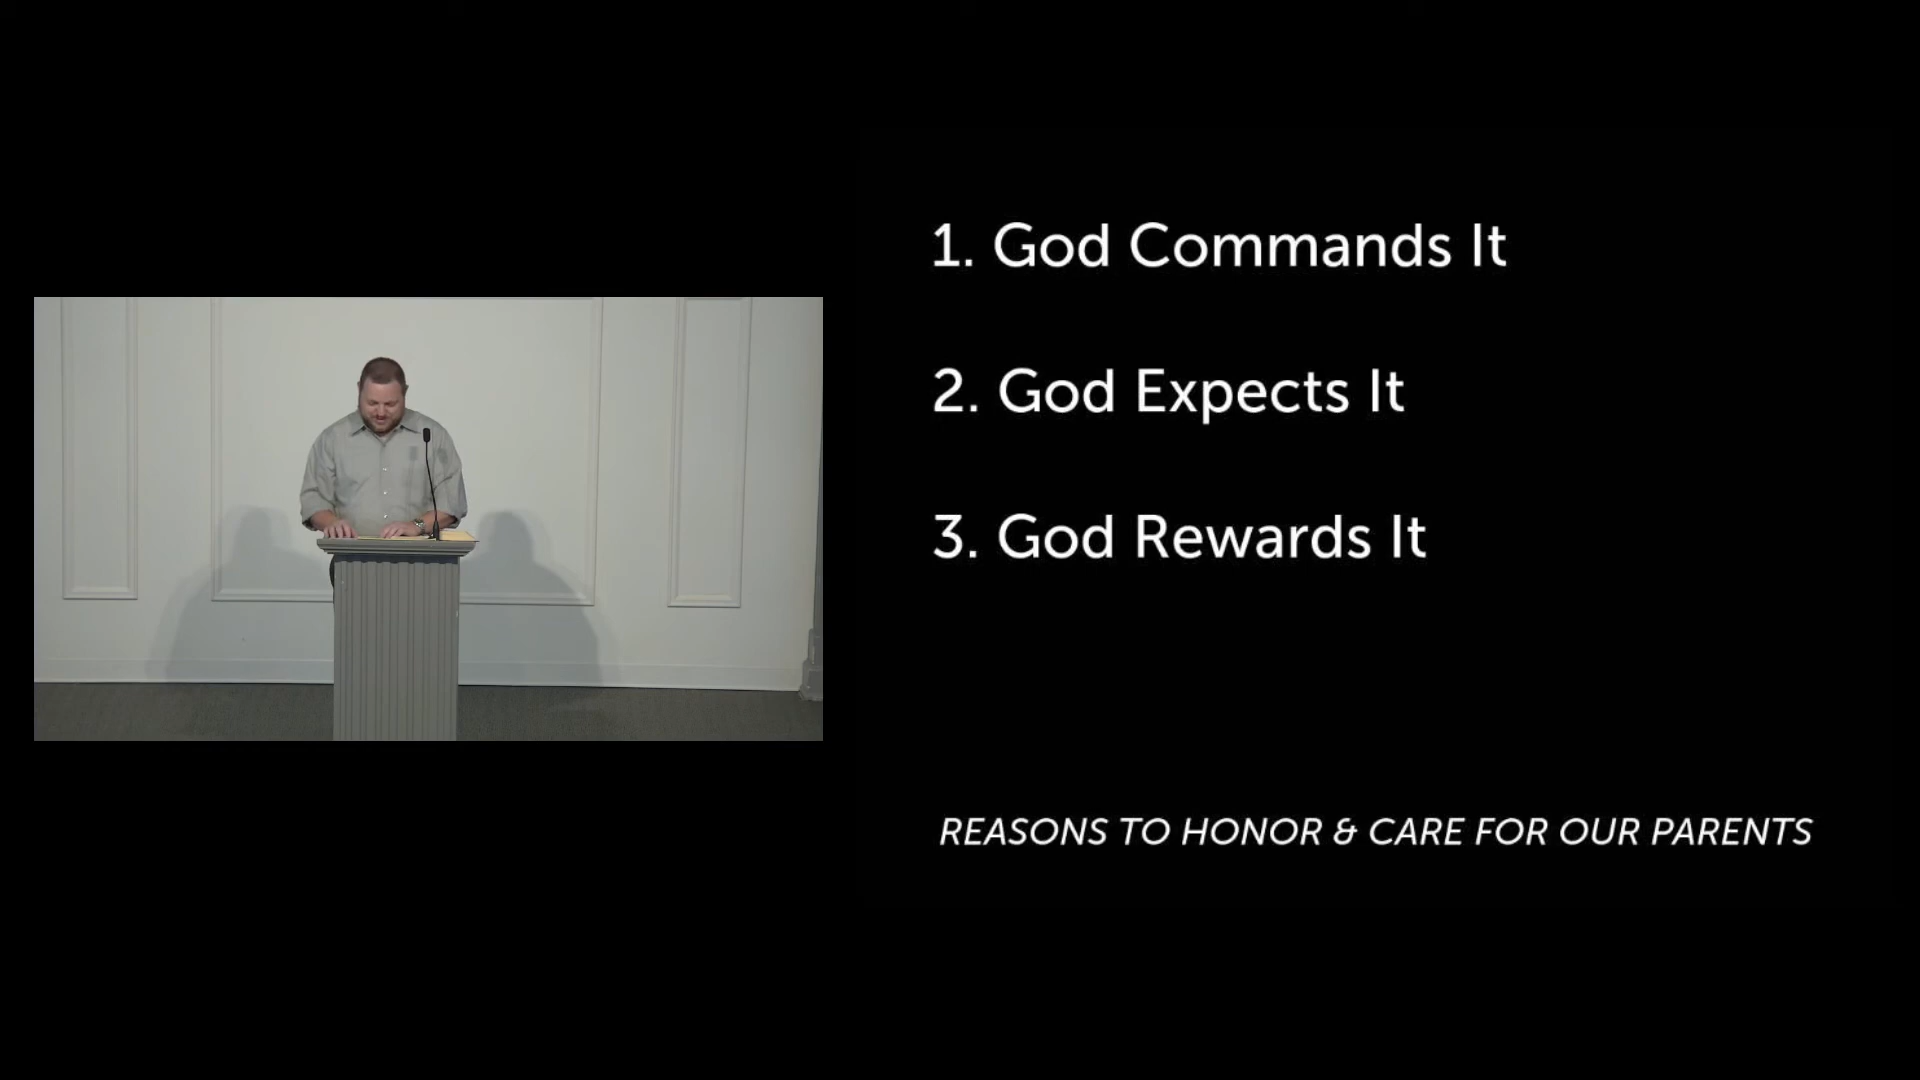 1. God Commands It
2. God Expects It
3. God Rewards It
REASONS TO HONOR & CARE FOR OUR PARENTS